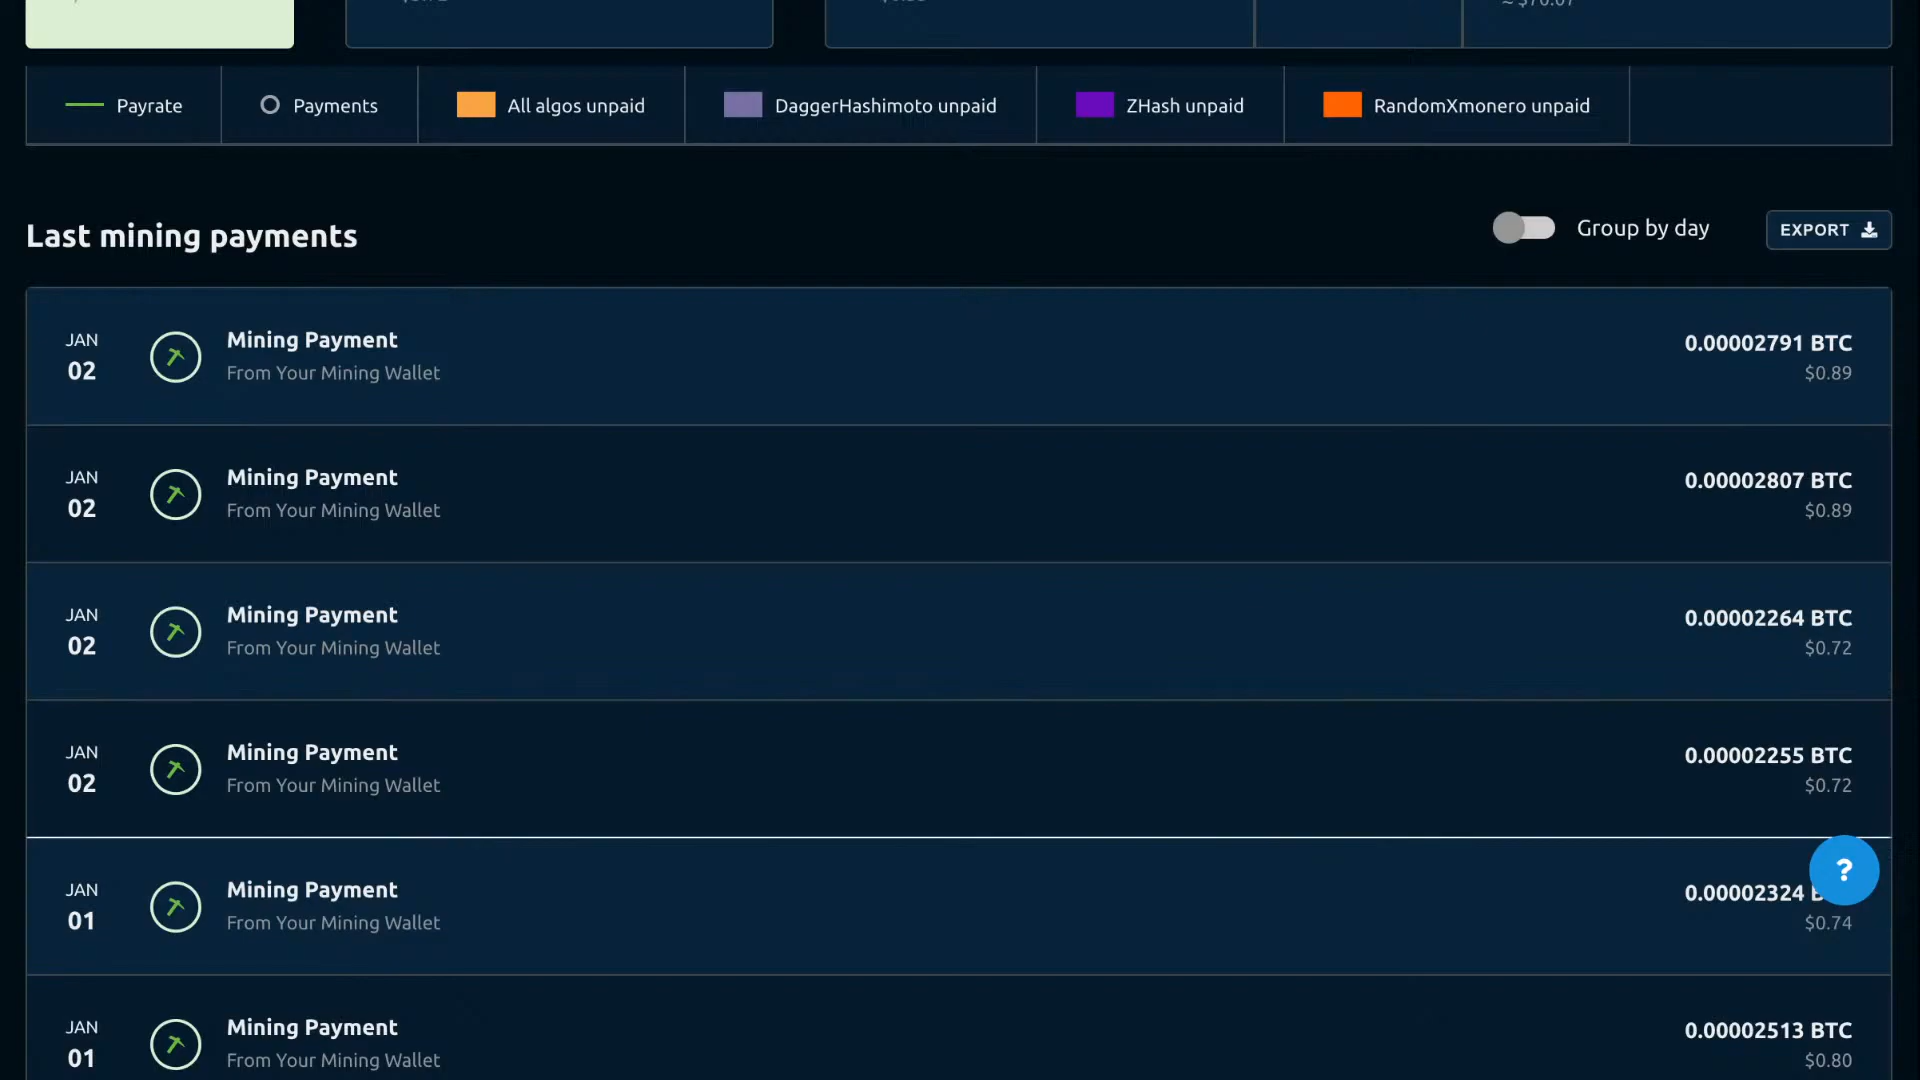 Payrate
Payments
All algos unpaid
DaggerHashimoto unpaid
ZHash unpaid
RandomXmonero unpaid
Last mining payments
Group by day
EXPORT
JAN
02
Mining Payment
From Your Mining Wallet
0.00002791 BTC
$0.89
JAN
02
Mining Payment
From Your Mining Wallet
0.00002807 BTC
$0.89
JAN
02
Mining Payment
From Your Mining Wallet
0.00002264 BTC
$0.72
JAN
02
Mining Payment
From Your Mining Wallet
0.00002255 BTC
$0.72
JAN
01
Mining Payment
From Your Mining Wallet
0.00002324
$0.74
?
JAN
01
Mining Payment
From Your Mining Wallet
0.00002513 BTC
$0.80